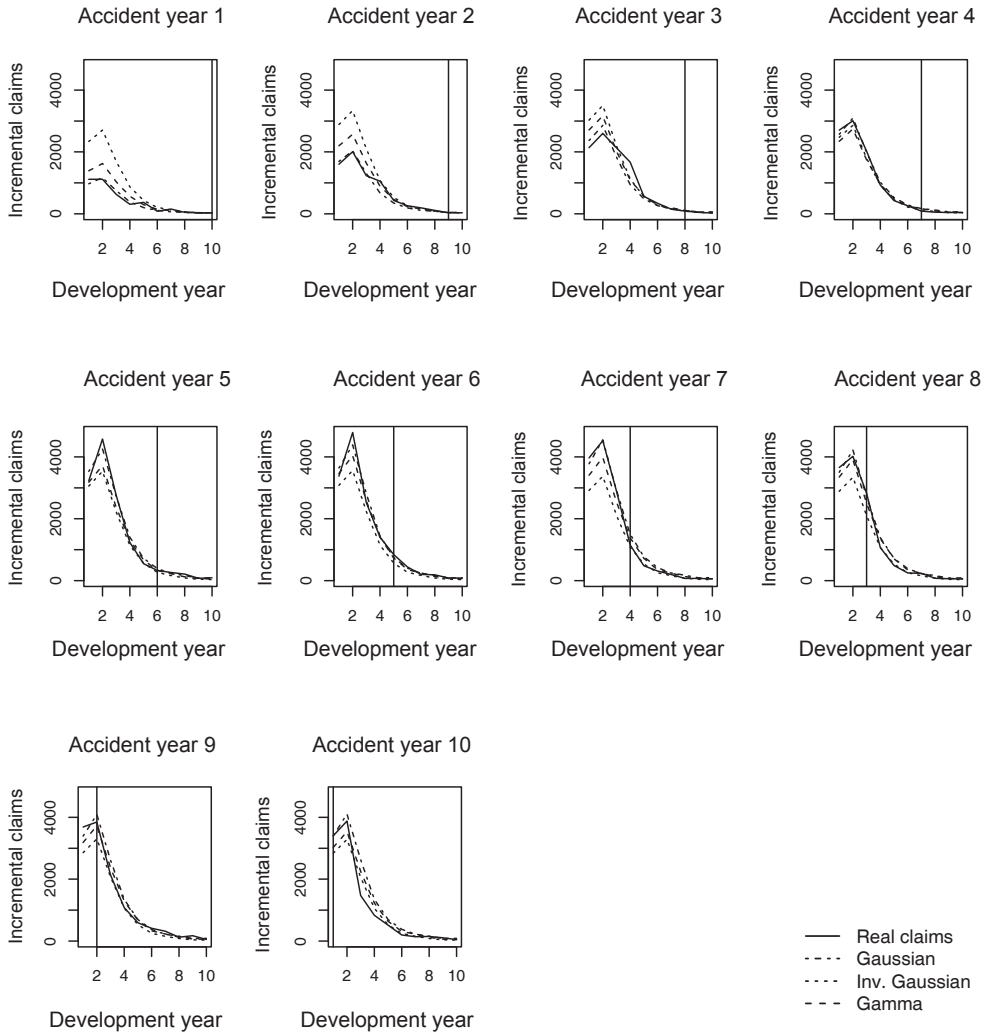 Accident year 1
Accident year 2
Accident year 3
Accident year 4
Incremental claims
0 2000 4000
2 4 6 8 10
Development year
Incremental claims
0 2000 4000
2 4 6 8 10
Development year
Incremental claims
0 2000 4000
2 4 6 8 10
Development year
Incremental claims
0 2000 4000
2 4 6 8 10
Development year
Accident year 5
Accident year 6
Accident year 7
Accident year 8
Incremental claims
0 2000 4000
2 4 6 8 10
Development year
Incremental claims
0 2000 4000
2 4 6 8 10
Development year
Incremental claims
0 2000 4000
2 4 6 8 10
Development year
Incremental claims
0 2000 4000
2 4 6 8 10
Development year
Accident year 9
Accident year 10
Incremental claims
0 2000 4000
2 4 6 8 10
Development year
Incremental claims
0 2000 4000
2 4 6 8 10
Development year
Real claims
Gaussian
Inv. Gaussian
Gamma